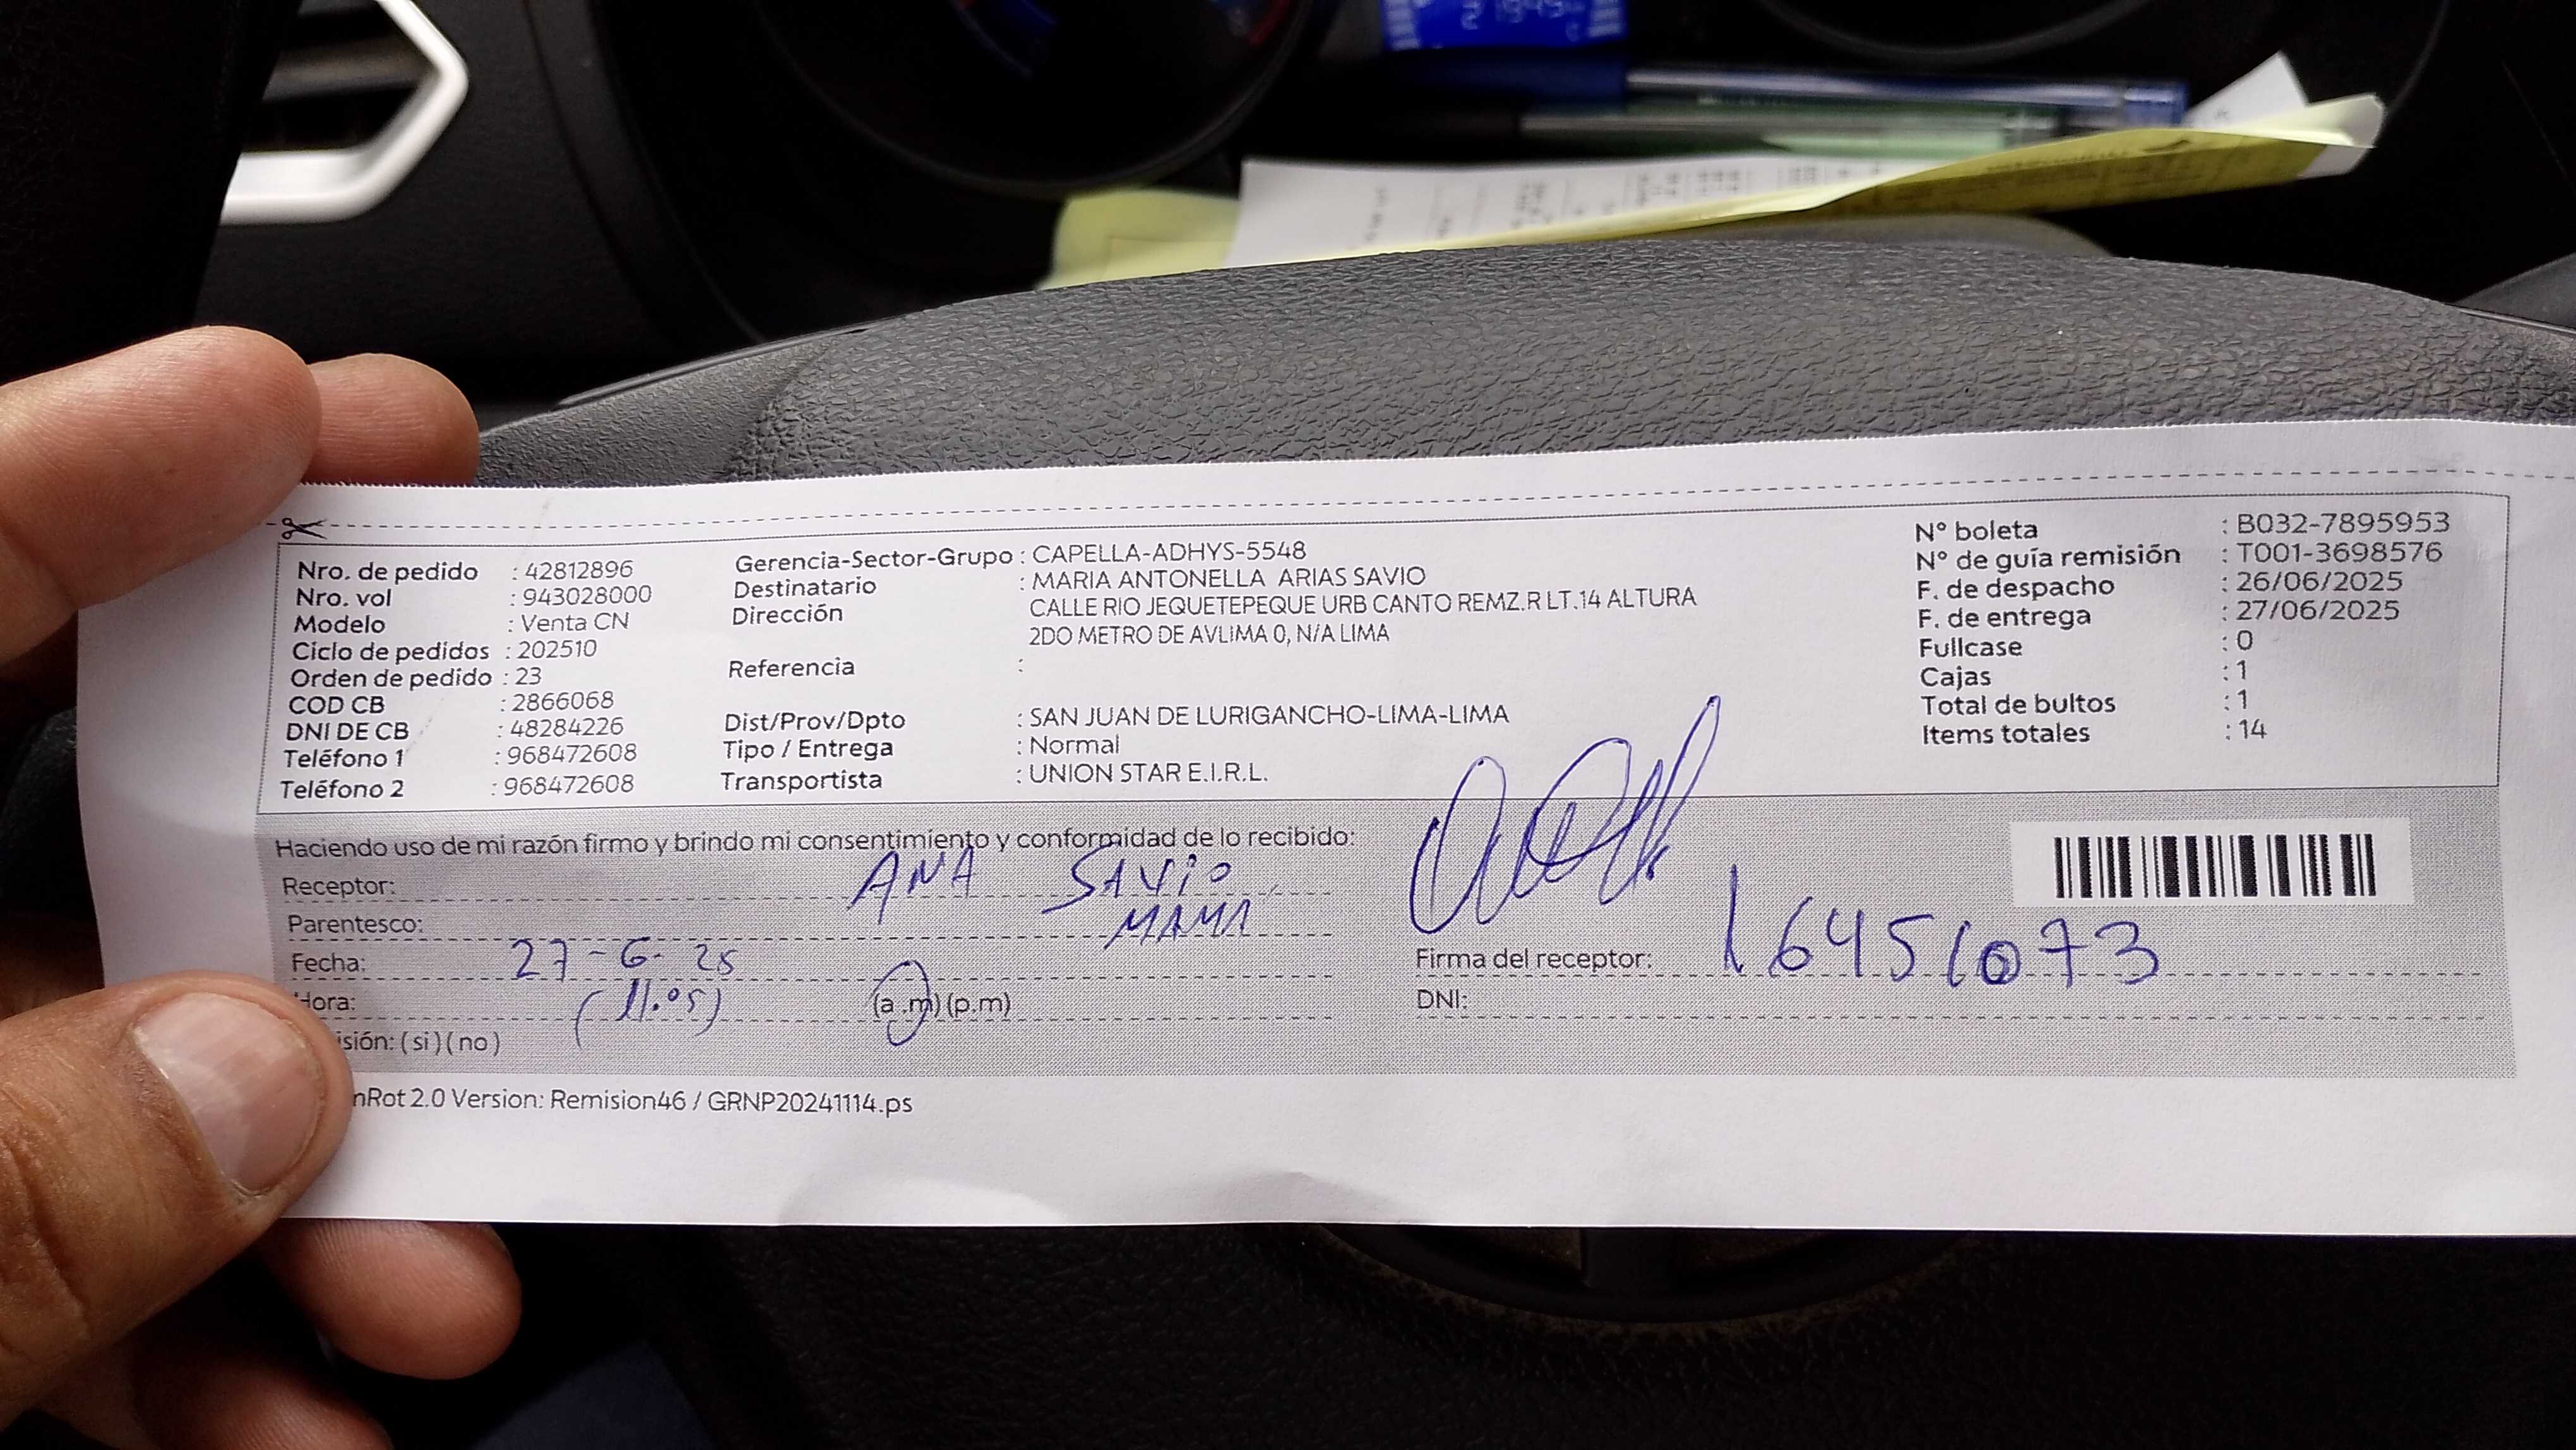 Nro. de pedido : 42812896
Nro. vol : 943028000
Modelo : Venta CN
Ciclo de pedidos : 202510
Orden de pedido : 23
COD CB : 2866068
DNI DE CB : 48284226
Teléfono 1 : 968472608
Teléfono 2 : 968472608
Gerencia-Sector-Grupo : CAPELLA-ADHYS-5548
Destinatario : MARIA ANTONELLA ARIAS SAVIO
Dirección CALLE RIO JEQUETEPEQUE URB CANTO REMZ.R LT.14 ALTURA
2DO METRO DE AVLIMA 0, N/A LIMA
Referencia :
Dist/Prov/Dpto : SAN JUAN DE LURIGANCHO-LIMA-LIMA
Tipo / Entrega : Normal
Transportista : UNION STAR E.I.R.L.
N° boleta : B032-7895953
N° de guía remisión : T001-3698576
F. de despacho : 26/06/2025
F. de entrega : 27/06/2025
Fullcase : 0
Cajas : 1
Total de bultos : 1
Items totales : 14
Haciendo uso de mi razón firmo y brindo mi consentimiento y conformidad de lo recibido:
Receptor: ANA SAVIO
Parentesco: MAMA
Fecha: 27-6-25
Hora: (11.05) (a.m)(p.m)
isión: (si)(no)
Firma del receptor: 16451073
DNI:
nRot 2.0 Version: Remision46 / GRNP20241114.ps